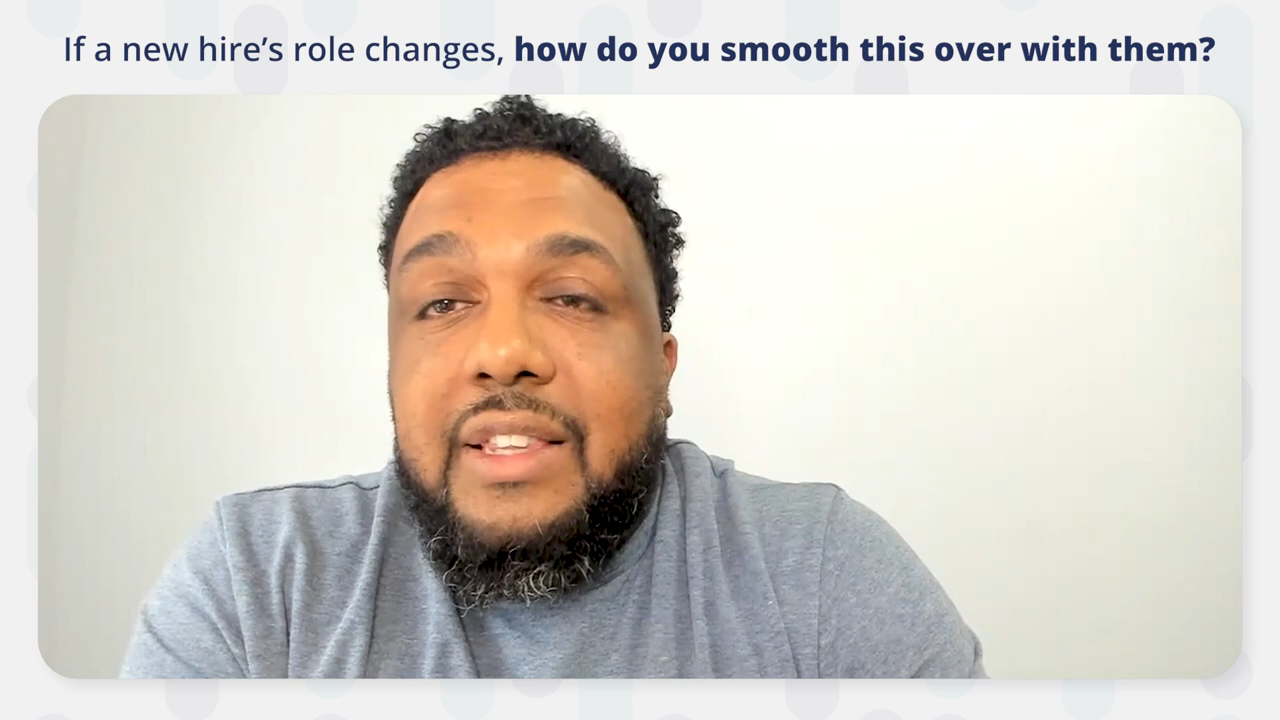 If a new hire’s role changes, how do you smooth this over with them?